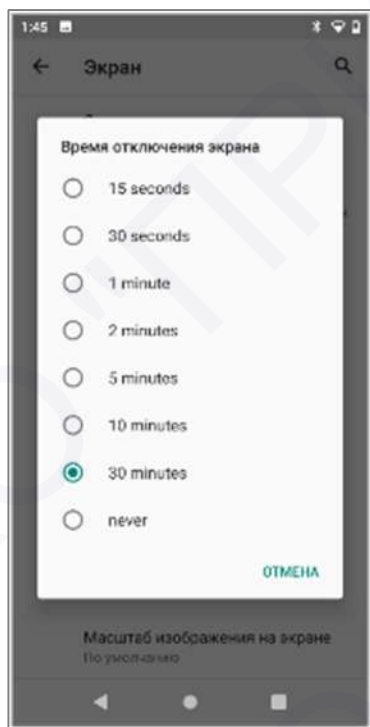 1:45
Экран
Время отключения экрана
15 seconds
30 seconds
1 minute
2 minutes
5 minutes
10 minutes
30 minutes
never
ОТМЕНА
Масштаб изображения на экране
По умолчанию